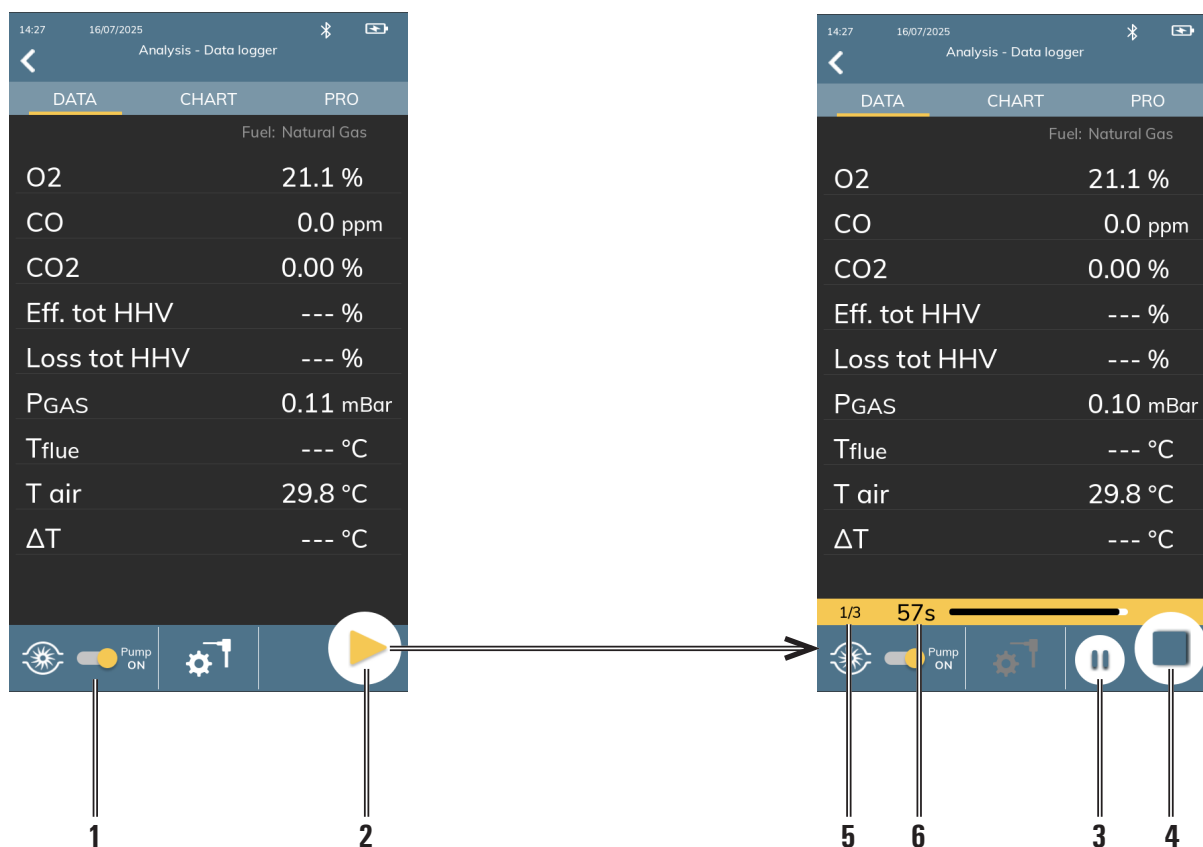 14:27 16/07/2025
Analysis - Data logger
DATA CHART PRO
Fuel: Natural Gas
O2 21.1 %
CO 0.0 ppm
CO2 0.00 %
Eff. tot HHV --- %
Loss tot HHV --- %
PGAS 0.11 mBar
Tflue --- °C
T air 29.8 °C
ΔT --- °C
Pump
ON
1 2
14:27 16/07/2025
Analysis - Data logger
DATA CHART PRO
Fuel: Natural Gas
O2 21.1 %
CO 0.0 ppm
CO2 0.00 %
Eff. tot HHV --- %
Loss tot HHV --- %
PGAS 0.10 mBar
Tflue --- °C
T air 29.8 °C
ΔT --- °C
1/3 57s
Pump
ON
5 6 3 4